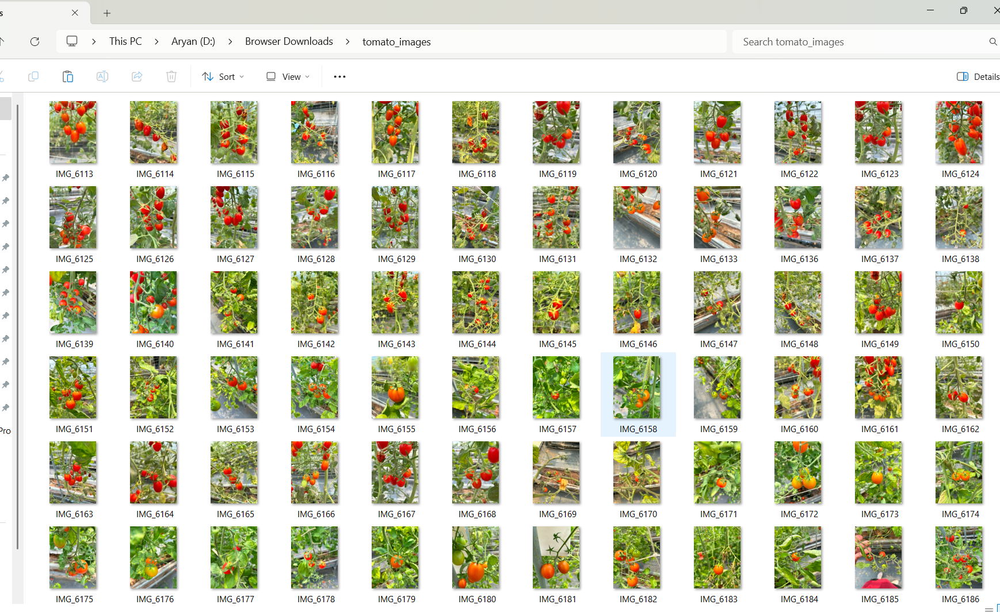 s
This PC > Aryan (D:) > Browser Downloads > tomato_images
Search tomato_images
Sort
View
Details
IMG_6113 IMG_6114 IMG_6115 IMG_6116 IMG_6117 IMG_6118 IMG_6119 IMG_6120 IMG_6121 IMG_6122 IMG_6123 IMG_6124
IMG_6125 IMG_6126 IMG_6127 IMG_6128 IMG_6129 IMG_6130 IMG_6131 IMG_6132 IMG_6133 IMG_6136 IMG_6137 IMG_6138
IMG_6139 IMG_6140 IMG_6141 IMG_6142 IMG_6143 IMG_6144 IMG_6145 IMG_6146 IMG_6147 IMG_6148 IMG_6149 IMG_6150
IMG_6151 IMG_6152 IMG_6153 IMG_6154 IMG_6155 IMG_6156 IMG_6157 IMG_6158 IMG_6159 IMG_6160 IMG_6161 IMG_6162
Pro
IMG_6163 IMG_6164 IMG_6165 IMG_6166 IMG_6167 IMG_6168 IMG_6169 IMG_6170 IMG_6171 IMG_6172 IMG_6173 IMG_6174
IMG_6175 IMG_6176 IMG_6177 IMG_6178 IMG_6179 IMG_6180 IMG_6181 IMG_6182 IMG_6183 IMG_6184 IMG_6185 IMG_6186